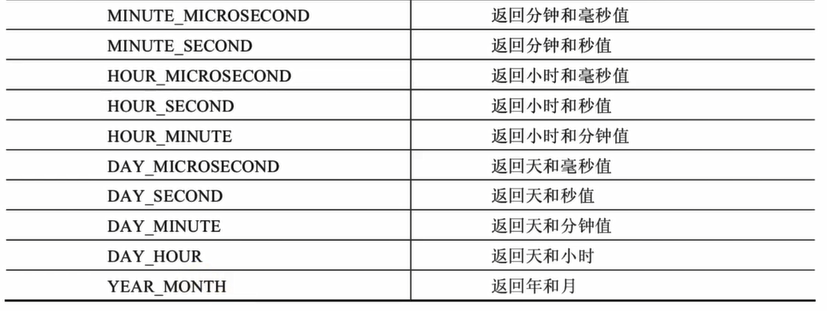 MINUTE_MICROSECOND 返回分钟和毫秒值
MINUTE_SECOND 返回分钟和秒值
HOUR_MICROSECOND 返回小时和毫秒值
HOUR_SECOND 返回小时和秒值
HOUR_MINUTE 返回小时和分钟值
DAY_MICROSECOND 返回天和毫秒值
DAY_SECOND 返回天和秒值
DAY_MINUTE 返回天和分钟值
DAY_HOUR 返回天和小时
YEAR_MONTH 返回年和月